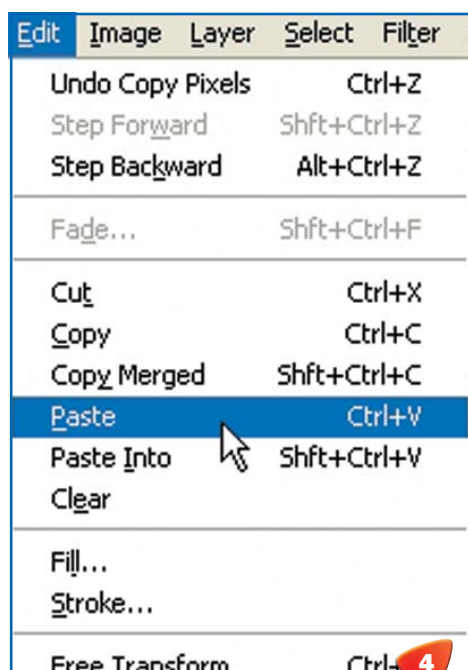 Edit Image Layer Select Filter
Undo Copy Pixels Ctrl+Z
Step Forward Shft+Ctrl+Z
Step Backward Alt+Ctrl+Z
Fade... Shft+Ctrl+F
Cut Ctrl+X
Copy Ctrl+C
Copy Merged Shft+Ctrl+C
Paste Ctrl+V
Paste Into Shft+Ctrl+V
Clear
Fill...
Stroke...
Free Transform Ctrl+ 4